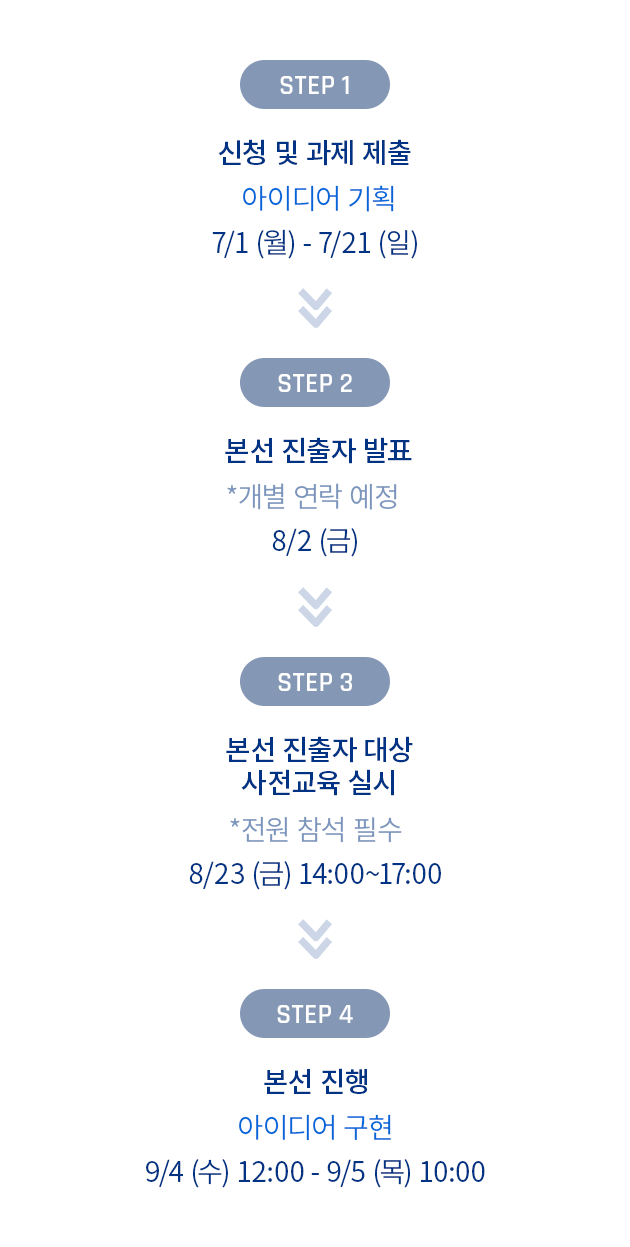 STEP 1
신청 및 과제 제출
아이디어 기획
7/1 (월) - 7/21 (일)
STEP 2
본선 진출자 발표
*개별 연락 예정
8/2 (금)
STEP 3
본선 진출자 대상
사전교육 실시
*전원 참석 필수
8/23 (금) 14:00~17:00
STEP 4
본선 진행
아이디어 구현
9/4 (수) 12:00 - 9/5 (목) 10:00